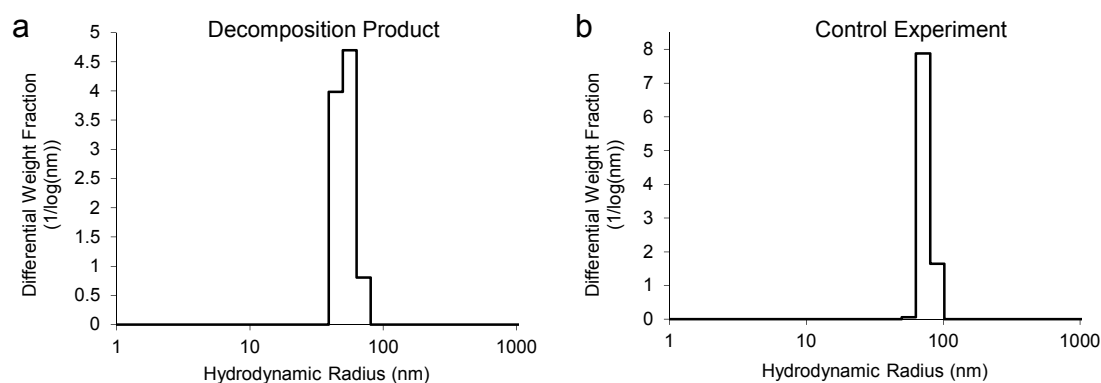 a
Decomposition Product
Differential Weight Fraction
(1/log(nm))
5
4.5
4
3.5
3
2.5
2
1.5
1
0.5
0
1
10
100
1000
Hydrodynamic Radius (nm)
b
Control Experiment
Differential Weight Fraction
(1/log(nm))
8
7
6
5
4
3
2
1
0
1
10
100
1000
Hydrodynamic Radius (nm)